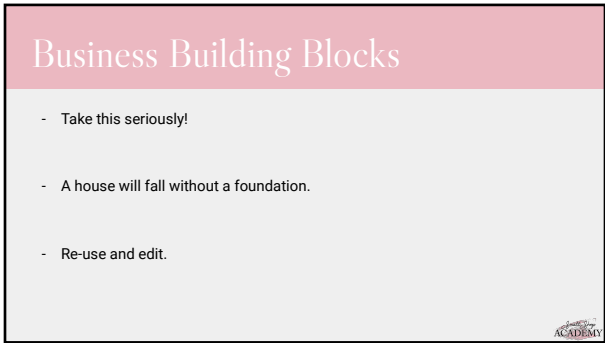 Business Building Blocks
- Take this seriously!
- A house will fall without a foundation.
- Re-use and edit.
ACADEMY